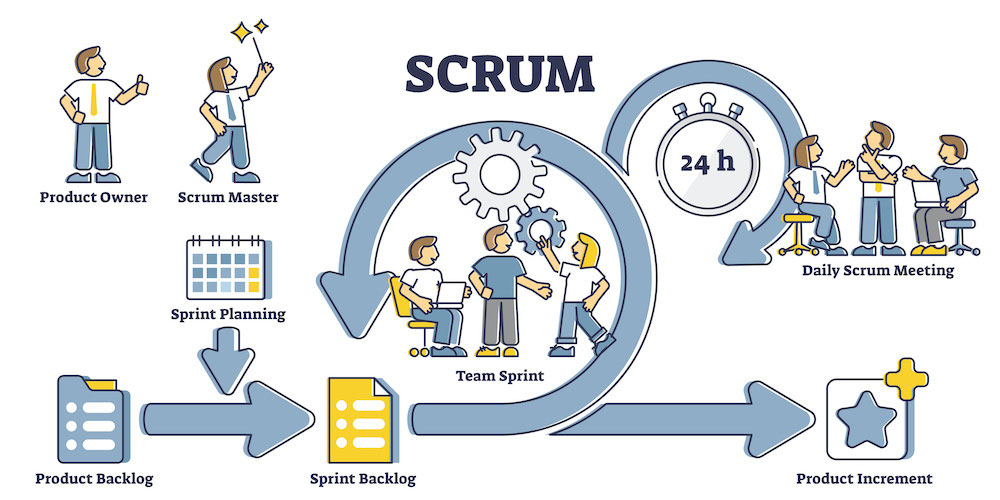 SCRUM
Product Owner
Scrum Master
24 h
Daily Scrum Meeting
Sprint Planning
Team Sprint
Product Backlog
Sprint Backlog
Product Increment